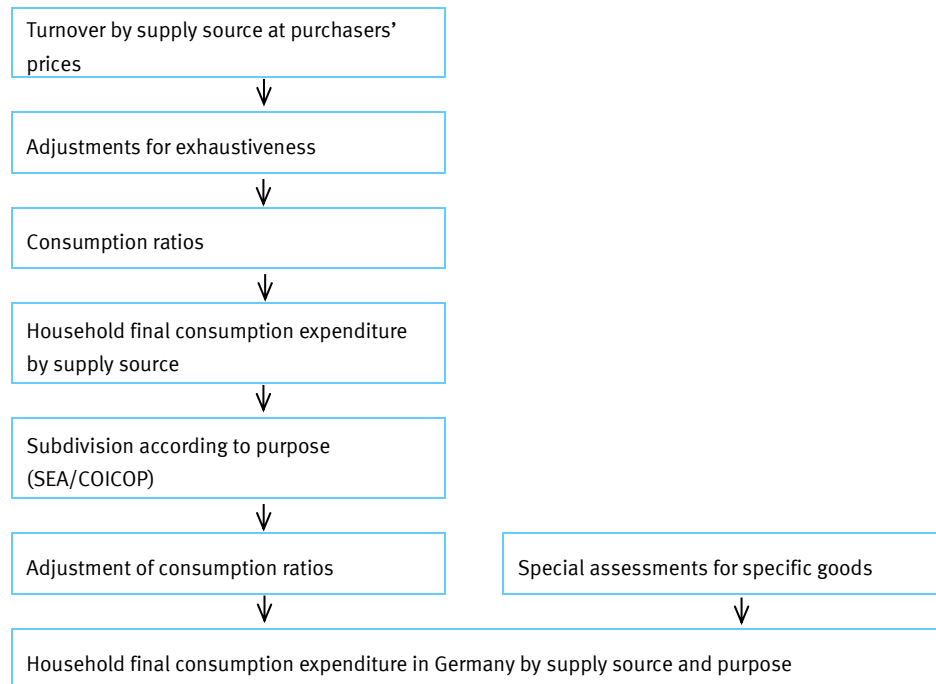 Turnover by supply source at purchasers’
prices
Adjustments for exhaustiveness
Consumption ratios
Household final consumption expenditure
by supply source
Subdivision according to purpose
(SEA/COICOP)
Adjustment of consumption ratios
Special assessments for specific goods
Household final consumption expenditure in Germany by supply source and purpose